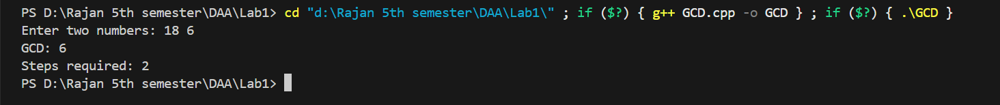 PS D:\Rajan 5th semester\DAA\Lab1> cd "d:\Rajan 5th semester\DAA\Lab1\" ; if ($?) { g++ GCD.cpp -o GCD } ; if ($?) { .\GCD }
Enter two numbers: 18 6
GCD: 6
Steps required: 2
PS D:\Rajan 5th semester\DAA\Lab1>